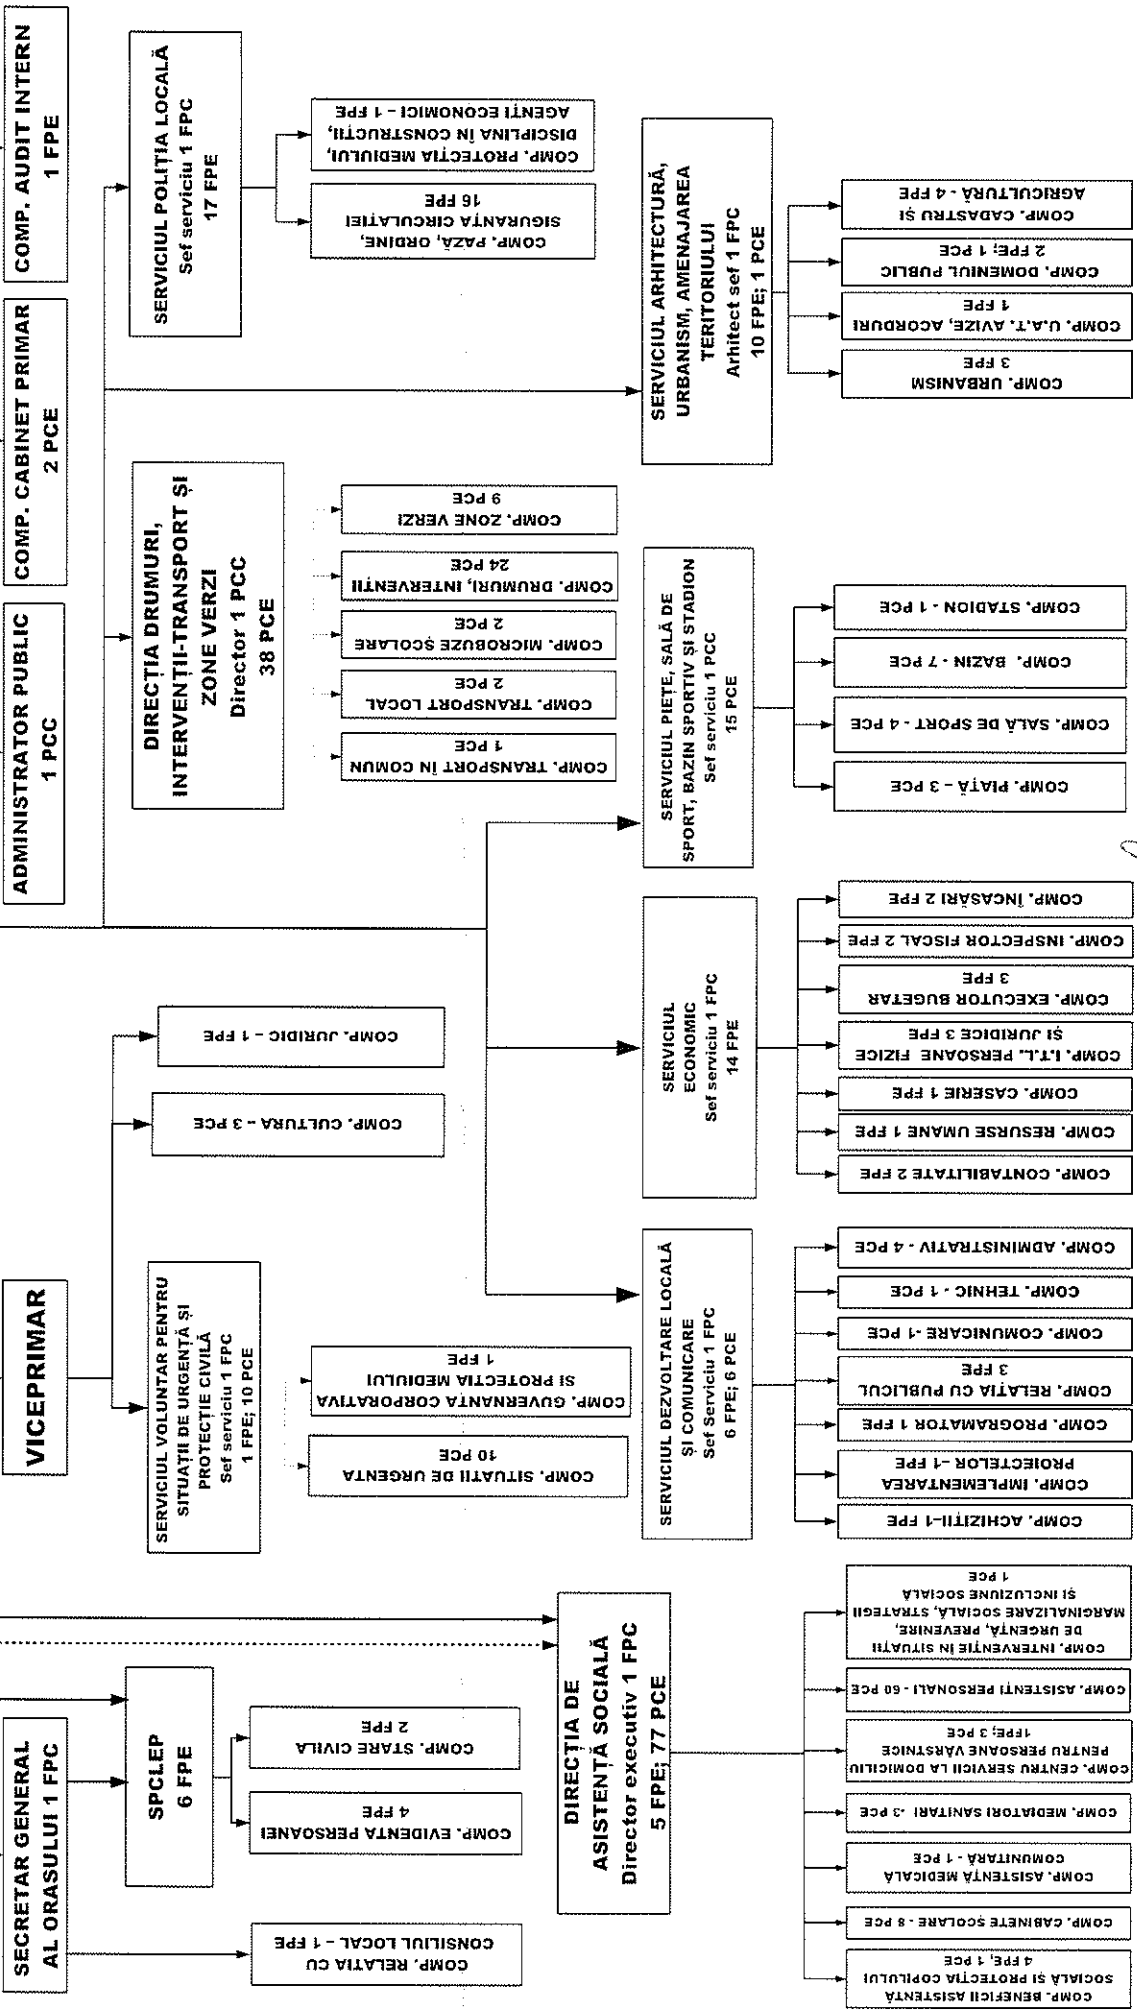 SECRETAR GENERAL
AL ORASULUI 1 FPC
VICEPRIMAR
ADMINISTRATOR PUBLIC
1 PCC
COMP. CABINET PRIMAR
2 PCE
COMP. AUDIT INTERN
1 FPE
COMP. RELATIA CU
CONSILIUL LOCAL – 1 FPE
SPCLEP
6 FPE
COMP. EVIDENTA PERSOANEI
4 FPE
COMP. STARE CIVILA
2 FPE
SERVICIUL VOLUNTAR PENTRU
SITUAȚII DE URGENȚĂ ȘI
PROTECTIE CIVILĂ
Sef serviciu 1 FPC
1 FPE; 10 PCE
COMP. SITUATII DE URGENTA
10 PCE
COMP. GUVERNANTA CORPORATIVA
SI PROTECTIA MEDIULUI
1 FPE
COMP. CULTURA – 3 PCE
COMP. JURIDIC – 1 FPE
DIRECȚIA DRUMURI,
INTERVENȚII-TRANSPORT ȘI
ZONE VERZI
Director 1 PCC
38 PCE
COMP. TRANSPORT ÎN COMUN
1 PCE
COMP. TRANSPORT LOCAL
2 PCE
COMP. MICROBUZE ȘCOLARE
2 PCE
COMP. DRUMURI, INTERVENȚII
24 PCE
COMP. ZONE VERZI
9 PCE
SERVICIUL POLIȚIA LOCALĂ
Sef serviciu 1 FPC
17 FPE
COMP. PAZĂ, ORDINE,
SIGURANȚA CIRCULAȚIEI
16 FPE
COMP. PROTECȚIA MEDIULUI,
DISCIPLINA ÎN CONSTRUCTII,
AGENȚI ECONOMICI – 1 FPE
DIRECȚIA DE
ASISTENȚĂ SOCIALĂ
Director executiv 1 FPC
5 FPE; 77 PCE
COMP. BENEFICII ASISTENȚĂ
SOCIALĂ ȘI PROTECȚIA COPILULUI
4 FPE, 1 PCE
COMP. CABINETE ȘCOLARE - 8 PCE
COMP. ASISTENȚĂ MEDICALĂ
COMUNITARĂ - 1 PCE
COMP. MEDIATORI SANITARI -3 PCE
COMP. CENTRU SERVICII LA DOMICILIU
PENTRU PERSOANE VÂRSTNICE
1FPE; 3 PCE
COMP. ASISTENȚI PERSONALI - 60 PCE
COMP. INTERVENȚIE ÎN SITUAȚII
DE URGENȚĂ, PREVENIRE,
MARGINALIZARE SOCIALĂ, STRATEGII
ȘI INCLUZIUNE SOCIALĂ
1 PCE
SERVICIUL DEZVOLTARE LOCALĂ
ȘI COMUNICARE
Sef Serviciu 1 FPC
6 FPE; 6 PCE
COMP. ACHIZIȚII–1 FPE
COMP. IMPLEMENTAREA
PROIECTELOR –1 FPE
COMP. PROGRAMATOR 1 FPE
COMP. RELAȚIA CU PUBLICUL
3 FPE
COMP. COMUNICARE -1 PCE
COMP. TEHNIC - 1 PCE
COMP. ADMINISTRATIV - 4 PCE
SERVICIUL
ECONOMIC
Sef serviciu 1 FPC
14 FPE
COMP. CONTABILITATE 2 FPE
COMP. RESURSE UMANE 1 FPE
COMP. CASERIE 1 FPE
COMP. I.T.L. PERSOANE FIZICE
ȘI JURIDICE 3 FPE
COMP. EXECUTOR BUGETAR
3 FPE
COMP. INSPECTOR FISCAL 2 FPE
COMP. ÎNCASĂRI 2 FPE
SERVICIUL PIEȚE, SALĂ DE
SPORT, BAZIN SPORTIV ȘI STADION
Sef serviciu 1 PCC
15 PCE
COMP. PIAȚĂ – 3 PCE
COMP. SALĂ DE SPORT - 4 PCE
COMP. BAZIN - 7 PCE
COMP. STADION - 1 PCE
SERVICIUL ARHITECTURĂ,
URBANISM, AMENAJAREA
TERITORIULUI
Arhitect sef 1 FPC
10 FPE; 1 PCE
COMP. URBANISM
3 FPE
COMP. U.A.T. AVIZE, ACORDURI
1 FPE
COMP. DOMENIUL PUBLIC
2 FPE; 1 PCE
COMP. CADASTRU ȘI
AGRICULTURĂ - 4 FPE